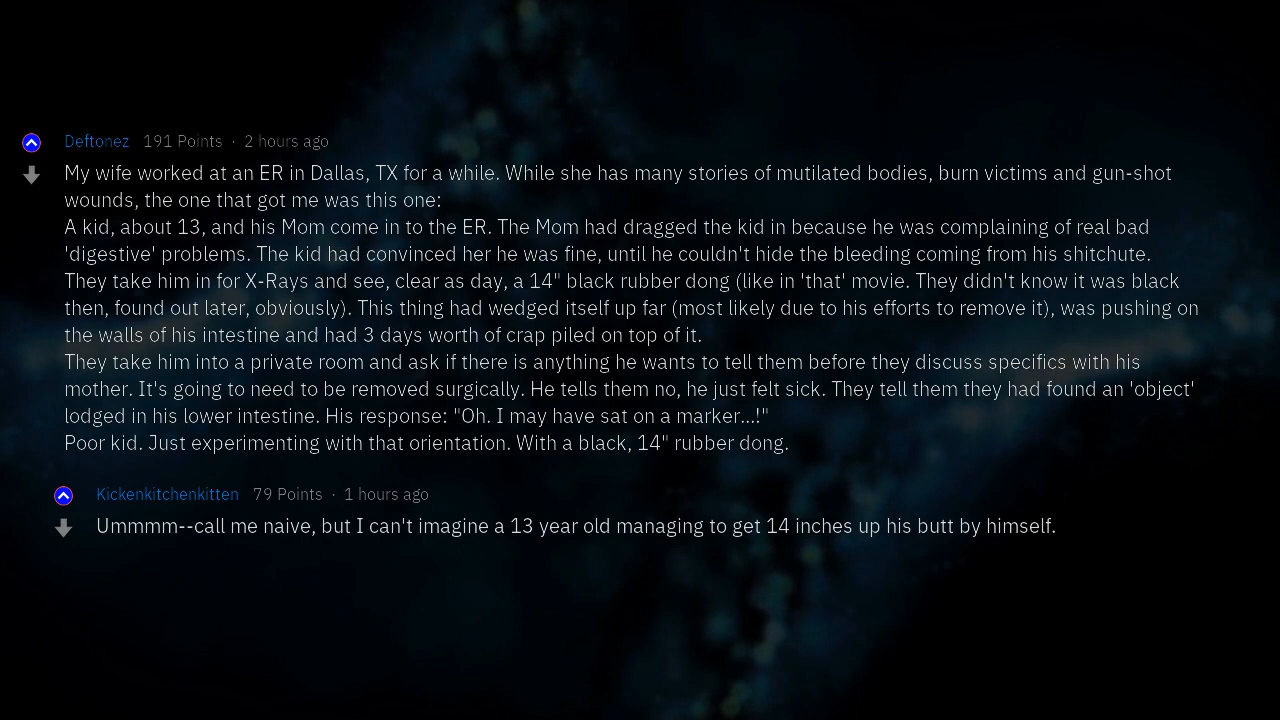 Deftonez 191 Points · 2 hours ago
My wife worked at an ER in Dallas, TX for a while. While she has many stories of mutilated bodies, burn victims and gun-shot
wounds, the one that got me was this one:
A kid, about 13, and his Mom come in to the ER. The Mom had dragged the kid in because he was complaining of real bad
'digestive' problems. The kid had convinced her he was fine, until he couldn't hide the bleeding coming from his shitchute.
They take him in for X-Rays and see, clear as day, a 14" black rubber dong (like in 'that' movie. They didn't know it was black
then, found out later, obviously). This thing had wedged itself up far (most likely due to his efforts to remove it), was pushing on
the walls of his intestine and had 3 days worth of crap piled on top of it.
They take him into a private room and ask if there is anything he wants to tell them before they discuss specifics with his
mother. It's going to need to be removed surgically. He tells them no, he just felt sick. They tell them they had found an 'object'
lodged in his lower intestine. His response: "Oh. I may have sat on a marker...!"
Poor kid. Just experimenting with that orientation. With a black, 14" rubber dong.
Kickenkitchenkitten 79 Points · 1 hours ago
Ummmm--call me naive, but I can't imagine a 13 year old managing to get 14 inches up his butt by himself.